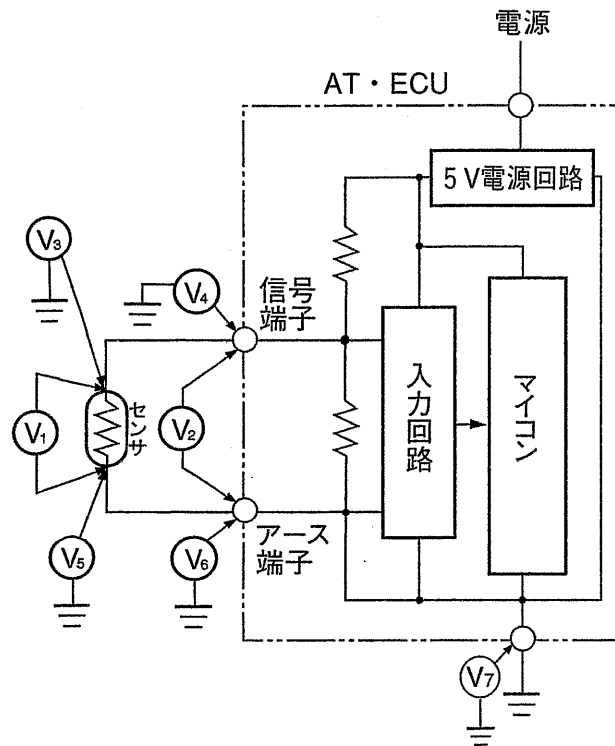 電源
AT・ECU
5V電源回路
V₃
V₄
信号
端子
V₁
センサ
V₂
入力回路
マイコン
アース
端子
V₅
V₆
V₇